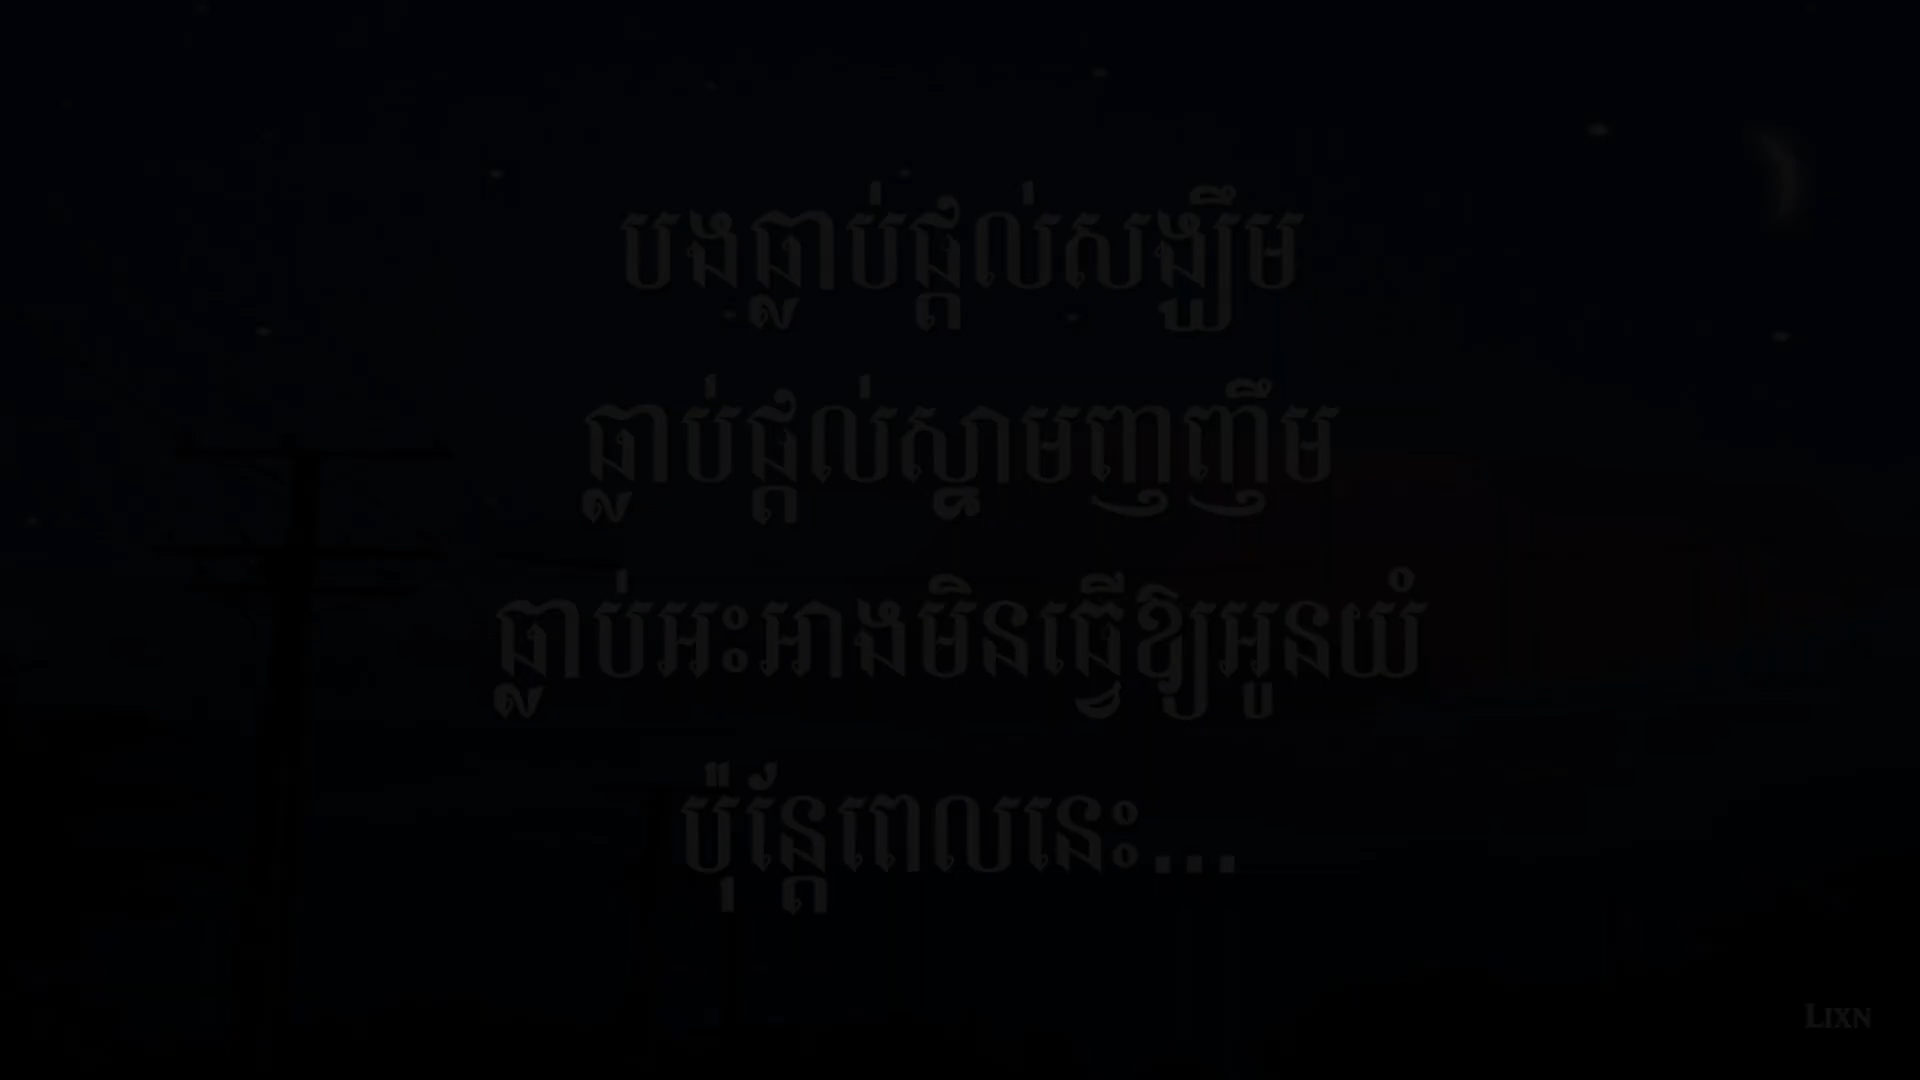 បងធ្លាប់ផ្ដល់សង្ឃឹម
ធ្លាប់ផ្ដល់ស្នាមញញឹម
ធ្លាប់អះអាងមិនធ្វើឱ្យអូនយំ
ប៉ុន្តែពេលនេះ...
LIXN